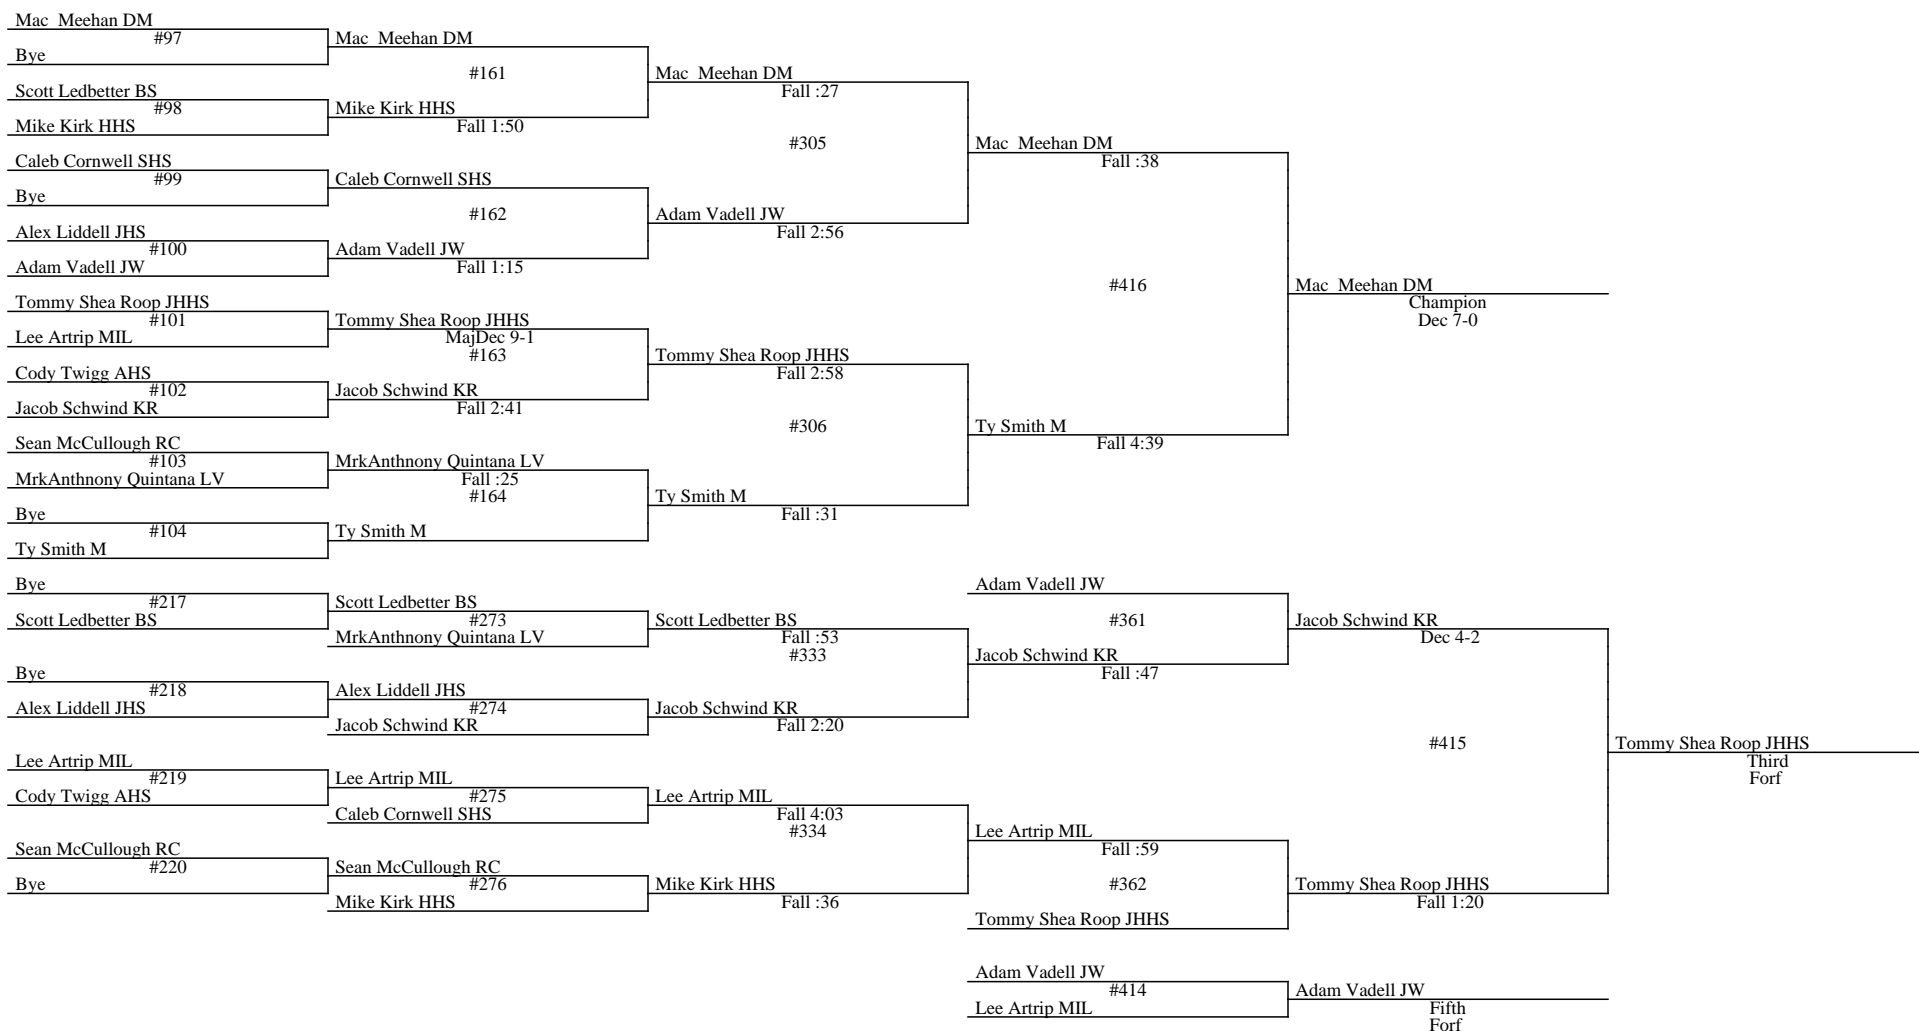 Mac  Meehan DM
#97
Bye
Scott Ledbetter BS
#98
Mike Kirk HHS
Caleb Cornwell SHS
#99
Bye
Alex Liddell JHS
#100
Adam Vadell JW
Tommy Shea Roop JHHS
#101
Lee Artrip MIL
Cody Twigg AHS
#102
Jacob Schwind KR
Sean McCullough RC
#103
MrkAnthnony Quintana LV
Bye
#104
Ty Smith M
Mac  Meehan DM
#161
Mike Kirk HHS
Fall 1:50
Caleb Cornwell SHS
#162
Adam Vadell JW
Fall 1:15
Tommy Shea Roop JHHS
MajDec 9-1
#163
Jacob Schwind KR
Fall 2:41
MrkAnthnony Quintana LV
Fall :25
#164
Ty Smith M
Mac  Meehan DM
Fall :27
#305
Adam Vadell JW
Fall 2:56
Tommy Shea Roop JHHS
Fall 2:58
#306
Ty Smith M
Fall :31
Mac  Meehan DM
Fall :38
#416
Ty Smith M
Fall 4:39
Mac  Meehan DM
Champion
Dec 7-0
Bye
#217
Scott Ledbetter BS
Bye
#218
Alex Liddell JHS
Lee Artrip MIL
#219
Cody Twigg AHS
Sean McCullough RC
#220
Bye
Scott Ledbetter BS
#273
MrkAnthnony Quintana LV
Alex Liddell JHS
#274
Jacob Schwind KR
Lee Artrip MIL
#275
Caleb Cornwell SHS
Sean McCullough RC
#276
Mike Kirk HHS
Scott Ledbetter BS
Fall :53
#333
Jacob Schwind KR
Fall 2:20
Lee Artrip MIL
Fall 4:03
#334
Mike Kirk HHS
Fall :36
Adam Vadell JW
#361
Jacob Schwind KR
Fall :47
Lee Artrip MIL
Fall :59
#362
Tommy Shea Roop JHHS
Jacob Schwind KR
Dec 4-2
#415
Tommy Shea Roop JHHS
Fall 1:20
Tommy Shea Roop JHHS
Third
Forf
Adam Vadell JW
#414
Lee Artrip MIL
Adam Vadell JW
Fifth
Forf